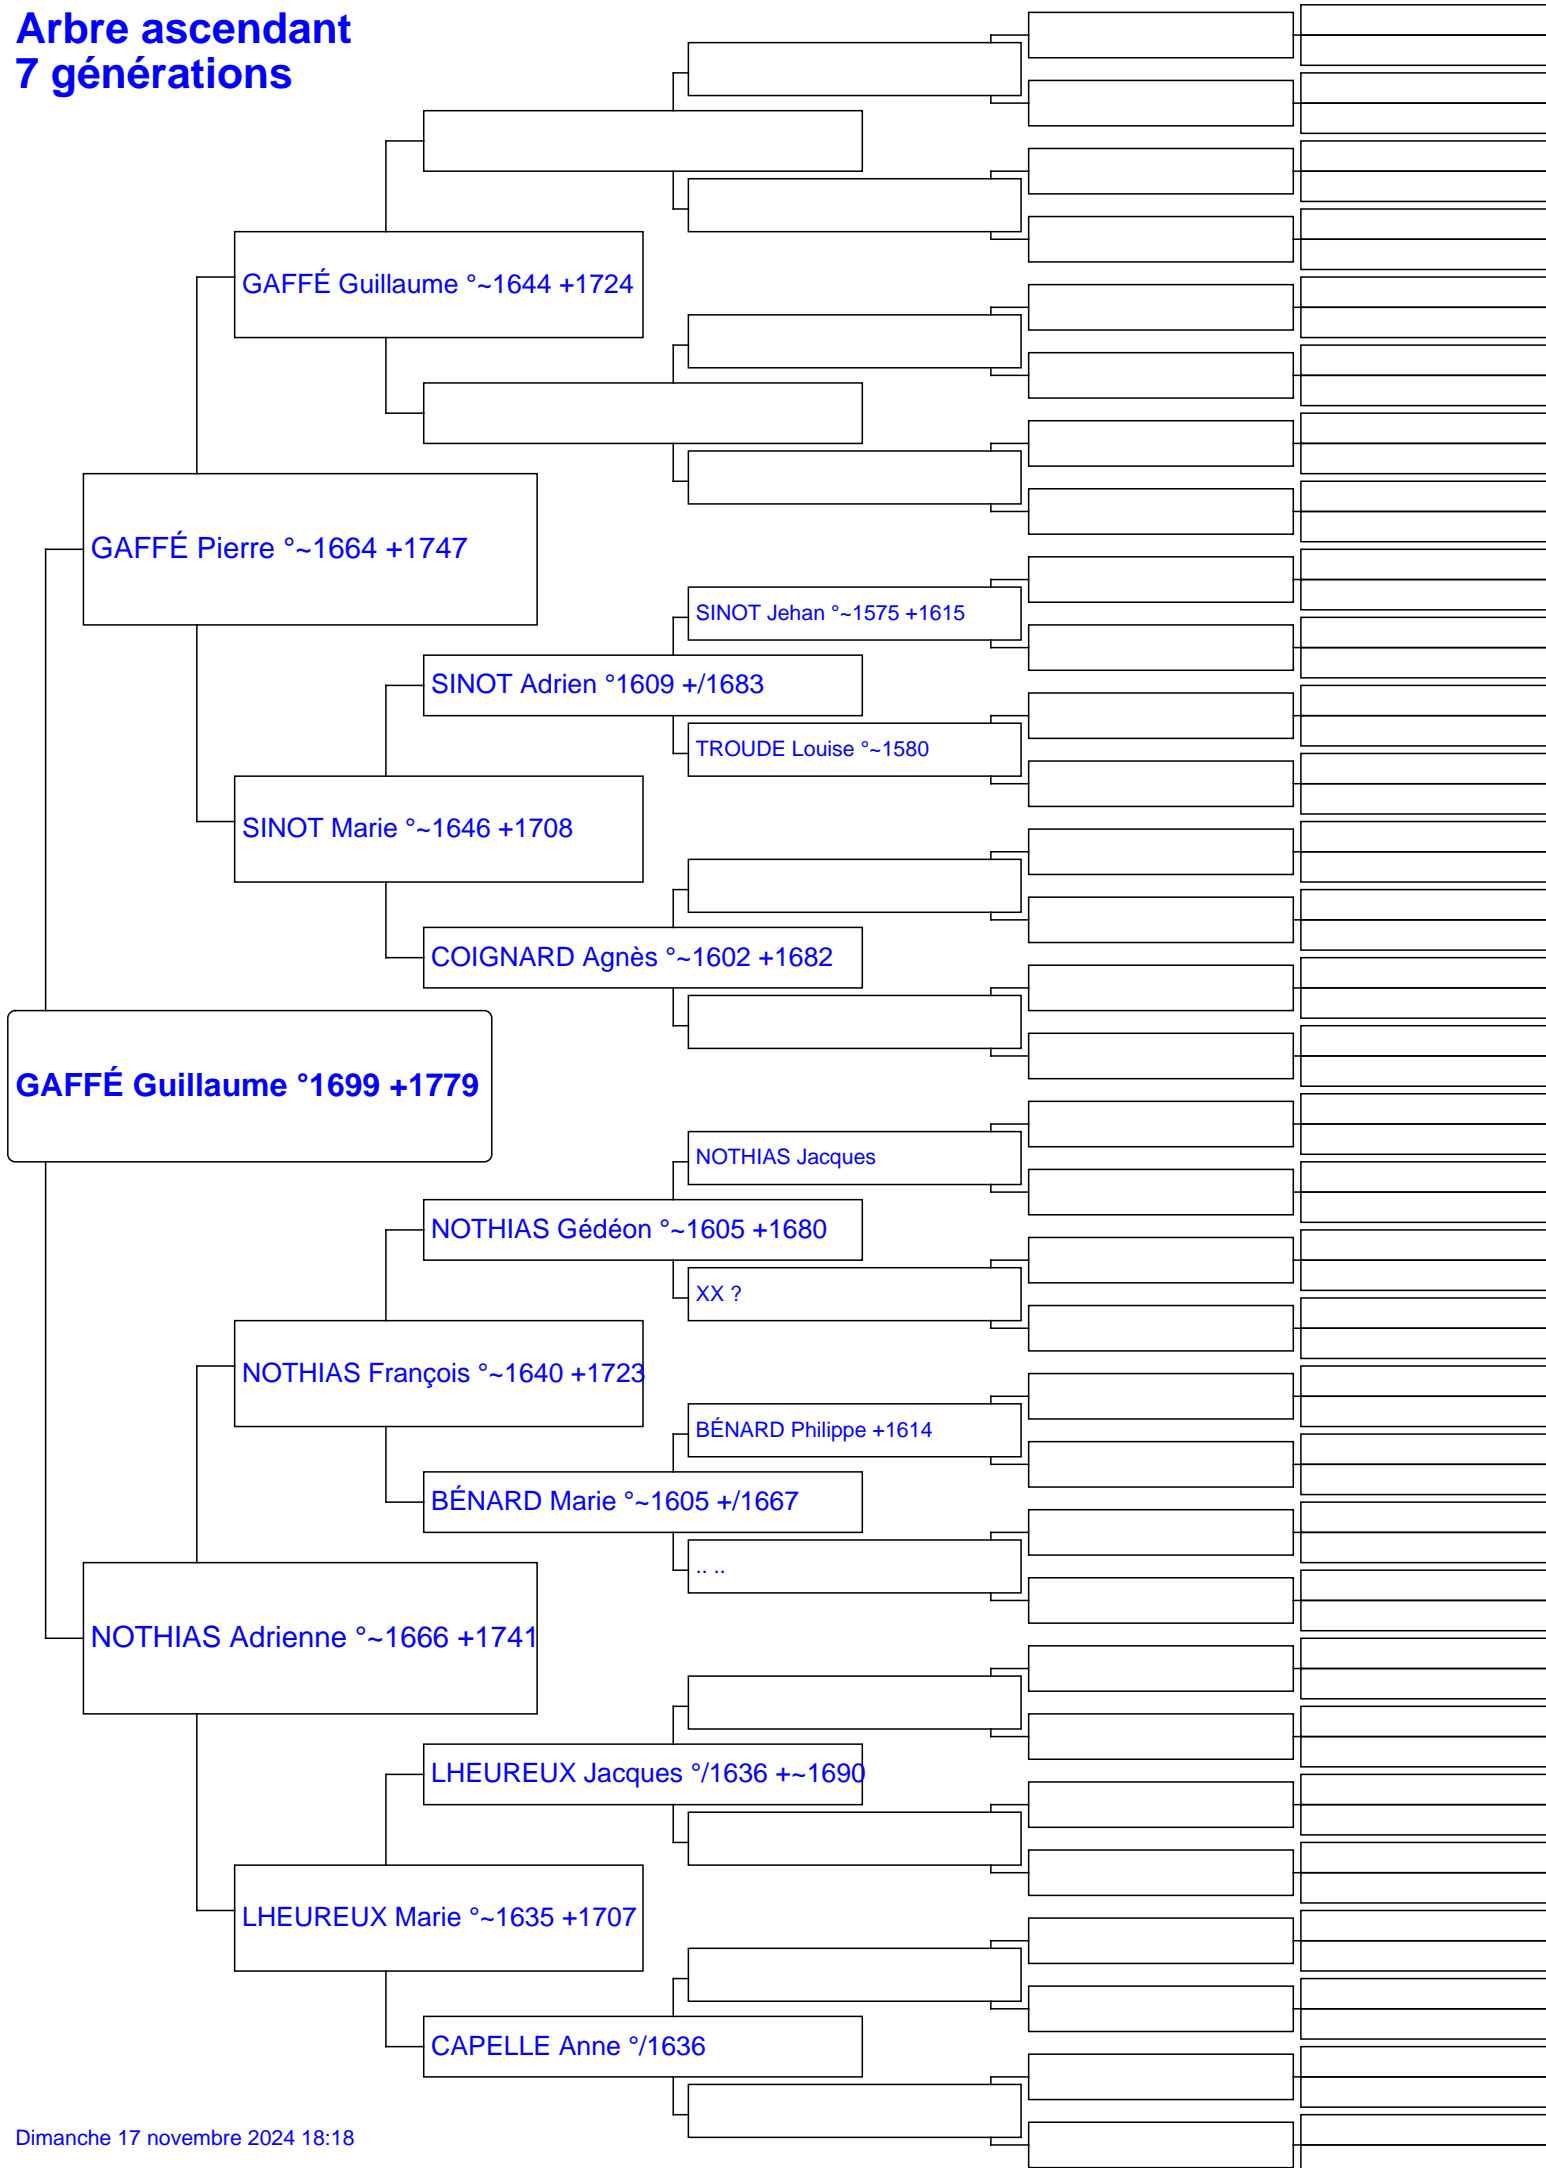 Arbre ascendant
7 générations
GAFFÉ Guillaume °~1644 +1724
GAFFÉ Pierre °~1664 +1747
SINOT Jehan °~1575 +1615
SINOT Adrien °1609 +/1683
TROUDE Louise °~1580
SINOT Marie °~1646 +1708
COIGNARD Agnès °~1602 +1682
GAFFÉ Guillaume °1699 +1779
NOTHIAS Jacques
NOTHIAS Gédéon °~1605 +1680
XX ?
NOTHIAS François °~1640 +1723
BÉNARD Philippe +1614
BÉNARD Marie °~1605 +/1667
.. ..
NOTHIAS Adrienne °~1666 +1741
LHEUREUX Jacques °/1636 +~1690
LHEUREUX Marie °~1635 +1707
CAPELLE Anne °/1636
Dimanche 17 novembre 2024 18:18